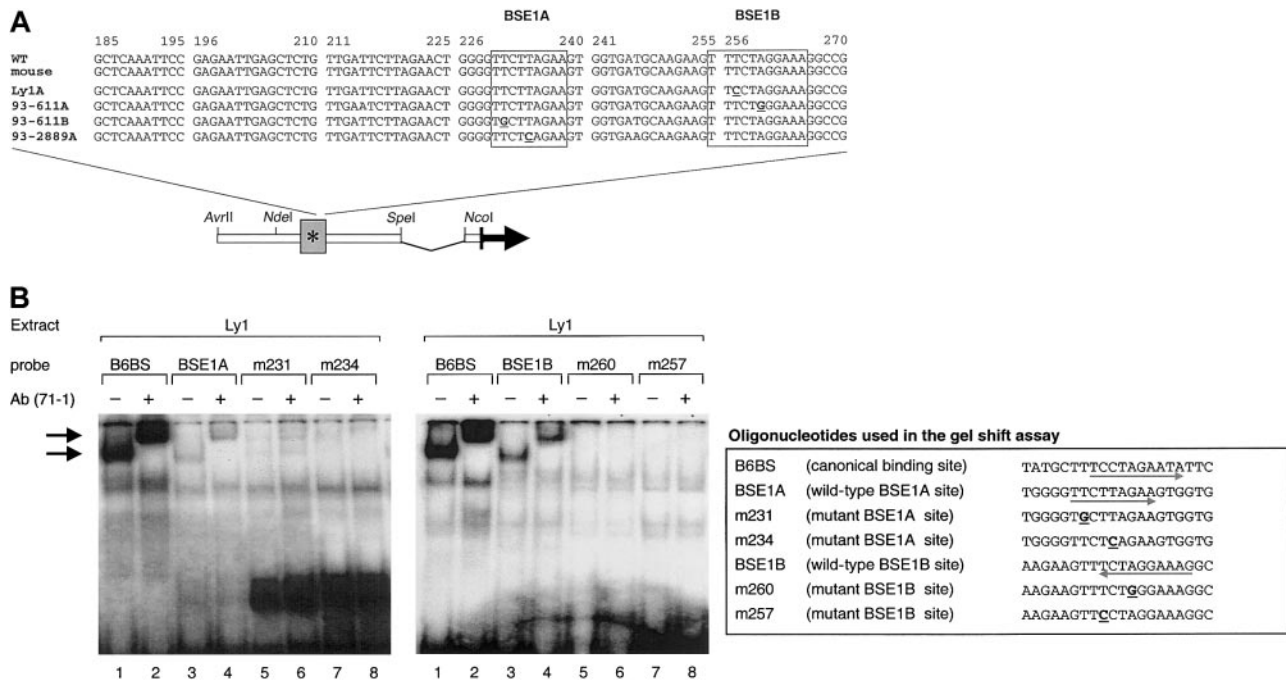 A
BSE1A BSE1B
185 195 196 210 211 225 226 240 241 255 256 270
WT GCTCAAATTCC GAGAATTGAGCTCTG TTGATTCTTAGAACT GGGGTTCTTAGAAGT GGTGATGCAAGAAGT TTCTAGGAAAGGCCG
mouse GCTCAAATTCC GAGAATTGAGCTCTG TTGATTCTTAGAACT GGGGTTCTTAGAAGT GGTGATGCAAGAAGT TTCTAGGAAAGGCCG
Ly1A GCTCAAATTCC GAGAATTGAGCTCTG TTGATTCTTAGAACT GGGGTTCTTAGAAGT GGTGATGCAAGAAGT TCCTAGGAAAGGCCG
93-611A GCTCAAATTCC GAGAATTGAGCTCTG TTGAATCTTAGAACT GGGGTTCTTAGAAGT GGTGATGCAAGAAGT TTCTGGGAAAGGCCG
93-611B GCTCAAATTCC GAGAATTGAGCTCTG TTGATTCTTAGAACT GGGGTGCTTAGAAGT GGTGATGCAAGAAGT TTCTAGGAAAGGCCG
93-2889A GCTCAAATTCC GAGAATTGAGCTCTG TTGATTCTTAGAACT GGGGTTCTCAGAAGT GGTGAAGCAAGAAGT TTCTAGGAAAGGCCG
AvrII NdeI SpeI NcoI
*
B
Extract Ly1 Ly1
probe B6BS BSE1A m231 m234 B6BS BSE1B m260 m257
Ab (71-1) − + − + − + − + − + − + − + − +
1 2 3 4 5 6 7 8 1 2 3 4 5 6 7 8
Oligonucleotides used in the gel shift assay
B6BS (canonical binding site) TATGCTTTCCTAGAATATTC
BSE1A (wild-type BSE1A site) TGGGGTTCTTAGAAGTGGTG
m231 (mutant BSE1A site) TGGGGTGCTTAGAAGTGGTG
m234 (mutant BSE1A site) TGGGGTTCTCAGAAGTGGTG
BSE1B (wild-type BSE1B site) AAGAAGTTTCTAGGAAAGGC
m260 (mutant BSE1B site) AAGAAGTTTCTGGGAAAGGC
m257 (mutant BSE1B site) AAGAAGTTCCTAGGAAAGGC